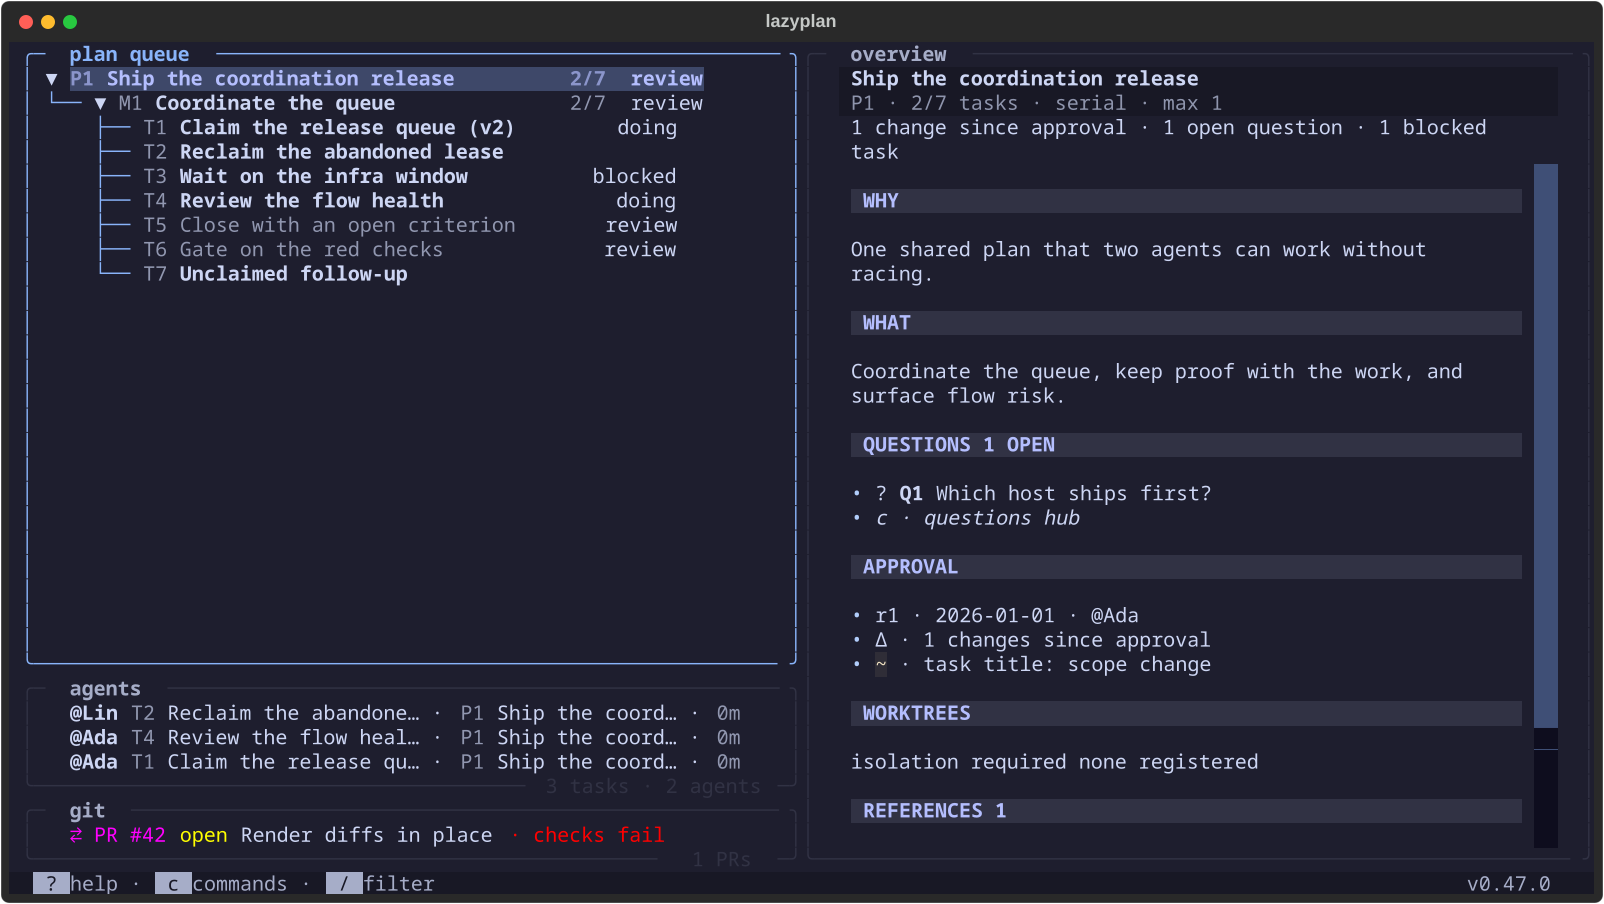 lazyplan
plan queue
▼ P1 Ship the coordination release 2/7 review
▼ M1 Coordinate the queue 2/7 review
T1 Claim the release queue (v2) doing
T2 Reclaim the abandoned lease
T3 Wait on the infra window blocked
T4 Review the flow health doing
T5 Close with an open criterion review
T6 Gate on the red checks review
T7 Unclaimed follow-up
agents
@Lin T2 Reclaim the abandone… · P1 Ship the coord… · 0m
@Ada T4 Review the flow heal… · P1 Ship the coord… · 0m
@Ada T1 Claim the release qu… · P1 Ship the coord… · 0m
3 tasks · 2 agents
git
⇄ PR #42 open Render diffs in place · checks fail
1 PRs
overview
Ship the coordination release
P1 · 2/7 tasks · serial · max 1
1 change since approval · 1 open question · 1 blocked
task
WHY
One shared plan that two agents can work without
racing.
WHAT
Coordinate the queue, keep proof with the work, and
surface flow risk.
QUESTIONS 1 OPEN
• ? Q1 Which host ships first?
• c · questions hub
APPROVAL
• r1 · 2026-01-01 · @Ada
• Δ · 1 changes since approval
• ~ · task title: scope change
WORKTREES
isolation required none registered
REFERENCES 1
? help · c commands · / filter
v0.47.0